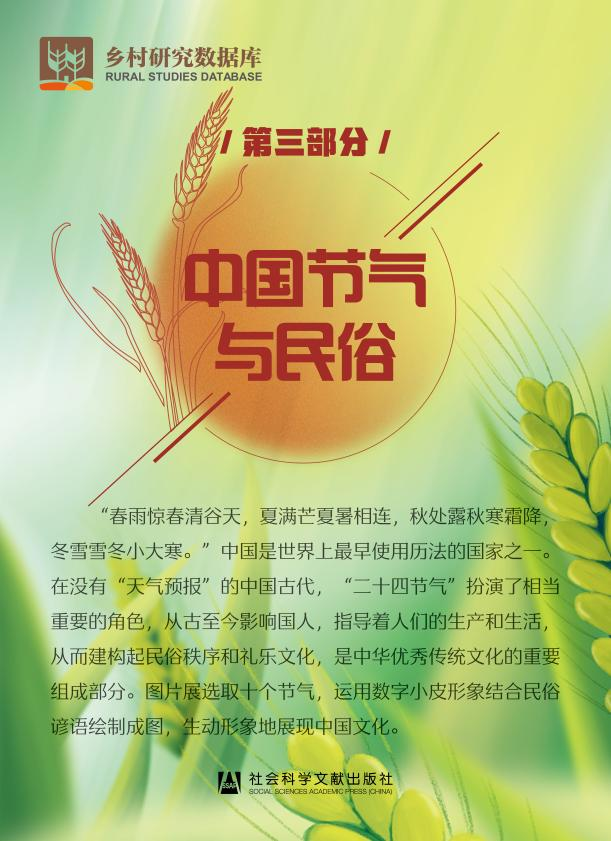 乡村研究数据库
RURAL STUDIES DATABASE
/ 第三部分 /
中国节气
与民俗
“春雨惊春清谷天，夏满芒夏暑相连，秋处露秋寒霜降，
冬雪雪冬小大寒。”中国是世界上最早使用历法的国家之一。
在没有“天气预报”的中国古代，“二十四节气”扮演了相当
重要的角色，从古至今影响国人，指导着人们的生产和生活，
从而建构起民俗秩序和礼乐文化，是中华优秀传统文化的重要
组成部分。图片展选取十个节气，运用数字小皮形象结合民俗
谚语绘制成图，生动形象地展现中国文化。
SSAP
社会科学文献出版社
SOCIAL SCIENCES ACADEMIC PRESS (CHINA)